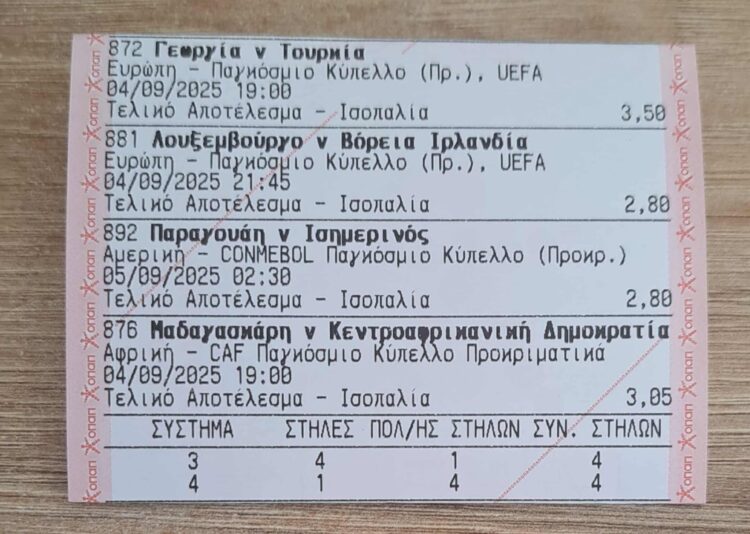 872 Γεωργία v Τουρκία
Ευρώπη - Παγκόσμιο Κύπελλο (Πρ.), UEFA
04/09/2025 19:00
Τελικό Αποτέλεσμα - Ισοπαλία 3,50
881 Λουξεμβούργο v Βόρεια Ιρλανδία
Ευρώπη - Παγκόσμιο Κύπελλο (Πρ.), UEFA
04/09/2025 21:45
Τελικό Αποτέλεσμα - Ισοπαλία 2,80
892 Παραγουάη v Ισημερινός
Αμερική - CONMEBOL Παγκόσμιο Κύπελλο (Προκρ.)
05/09/2025 02:30
Τελικό Αποτέλεσμα - Ισοπαλία 2,80
876 Μαδαγασκάρη v Κεντροαφρικανική Δημοκρατία
Αφρική - CAF Παγκόσμιο Κύπελλο Προκριματικά
04/09/2025 19:00
Τελικό Αποτέλεσμα - Ισοπαλία 3,05
ΣΥΣΤΗΜΑ ΣΤΗΛΕΣ ΠΟΛ/ΗΣ ΣΤΗΛΩΝ ΣΥΝ. ΣΤΗΛΩΝ
3 4 1 4
4 1 4 4